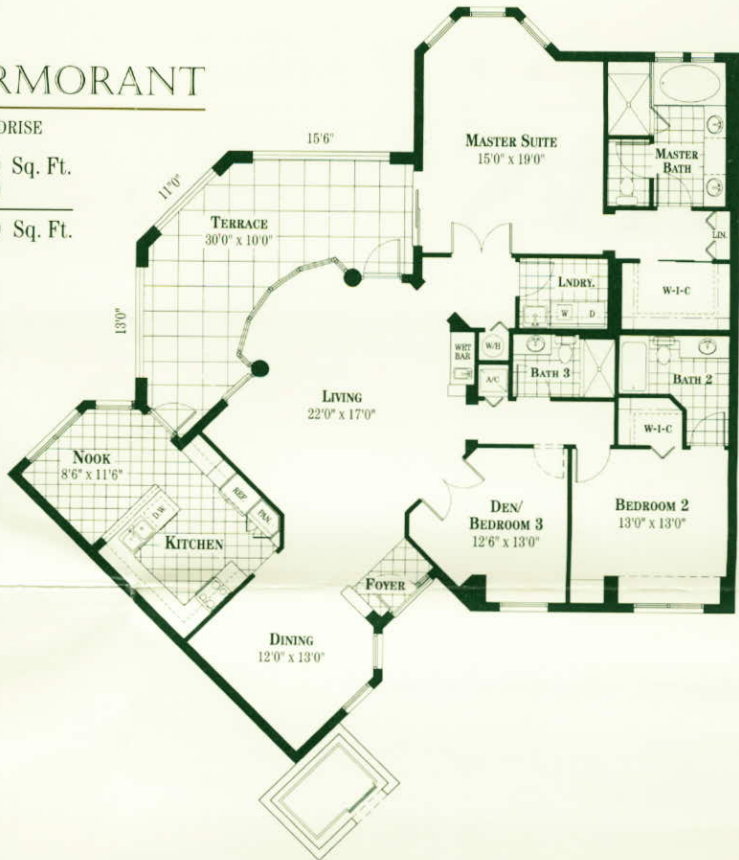 RMORANT
DRISE
Sq. Ft.
Sq. Ft.
15'6"
11'0"
13'0"
TERRACE
30'0" x 10'0"
MASTER SUITE
15'0" x 19'0"
MASTER
BATH
LIN.
W-I-C
LNDRY.
W D
WET
BAR
W/H
A/C
BATH 3
BATH 2
W-I-C
LIVING
22'0" x 17'0"
NOOK
8'6" x 11'6"
D.W
REF
PAN.
KITCHEN
DEN/
BEDROOM 3
12'6" x 13'0"
BEDROOM 2
13'0" x 13'0"
FOYER
DINING
12'0" x 13'0"